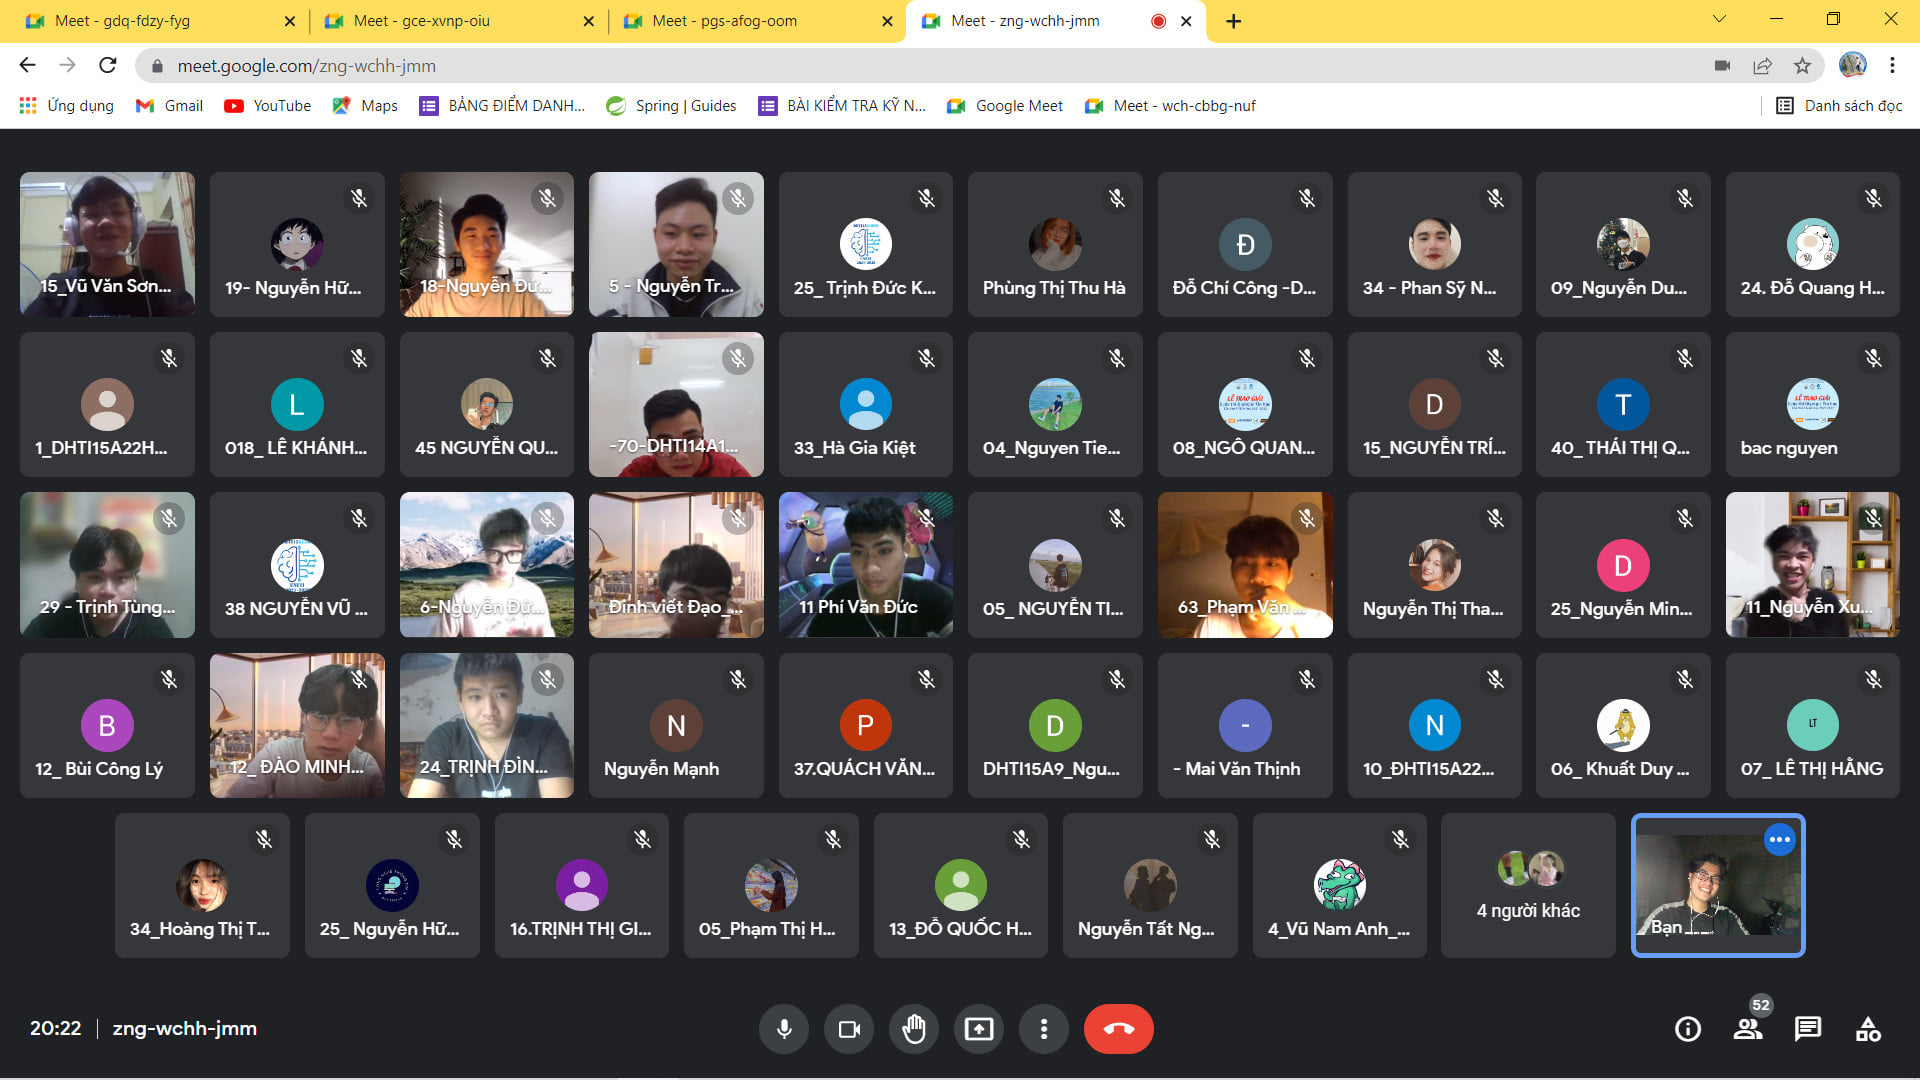 Meet - gdq-fdzy-fyg
Meet - gce-xvnp-oiu
Meet - pgs-afog-oom
Meet - zng-wchh-jmm
meet.google.com/zng-wchh-jmm
Ứng dụng
Gmail
YouTube
Maps
BẢNG ĐIỂM DANH...
Spring | Guides
BÀI KIỂM TRA KỸ N...
Google Meet
Meet - wch-cbbg-nuf
Danh sách đọc
15_Vũ Văn Sơn...
19- Nguyễn Hữ...
18-Nguyễn Đứ...
5 - Nguyễn Tr...
25_ Trịnh Đức K...
Phùng Thị Thu Hà
Đ
Đỗ Chí Công -D...
34 - Phan Sỹ N...
09_Nguyễn Du...
24. Đỗ Quang H...
1_DHTI15A22H...
L
018_ LÊ KHÁNH...
45 NGUYỄN QU...
-70-DHTI14A1...
33_Hà Gia Kiệt
04_Nguyen Tie...
LỄ TRAO GIẢI
08_NGÔ QUAN...
D
15_NGUYỄN TRÍ...
T
40_ THÁI THỊ Q...
LỄ TRAO GIẢI
bac nguyen
29 - Trịnh Tùng...
38 NGUYỄN VŨ ...
6-Nguyễn Đứ...
Đinh viết Đạo_...
11 Phí Văn Đức
05_ NGUYỄN TI...
63_Phạm Văn ...
Nguyễn Thị Tha...
D
25_Nguyễn Min...
11_Nguyễn Xu...
B
12_ Bùi Công Lý
12_ ĐÀO MINH...
24_TRỊNH ĐÌN...
N
Nguyễn Mạnh
P
37.QUÁCH VĂN...
D
DHTI15A9_Ngu...
-
- Mai Văn Thịnh
N
10_ĐHTI15A22...
06_ Khuất Duy ...
LT
07_ LÊ THỊ HẰNG
34_Hoàng Thị T...
25_ Nguyễn Hữ...
16.TRỊNH THỊ GI...
05_Phạm Thị H...
13_ĐỖ QUỐC H...
Nguyễn Tất Ng...
4_Vũ Nam Anh_...
4 người khác
Bạn
20:22 | zng-wchh-jmm
52